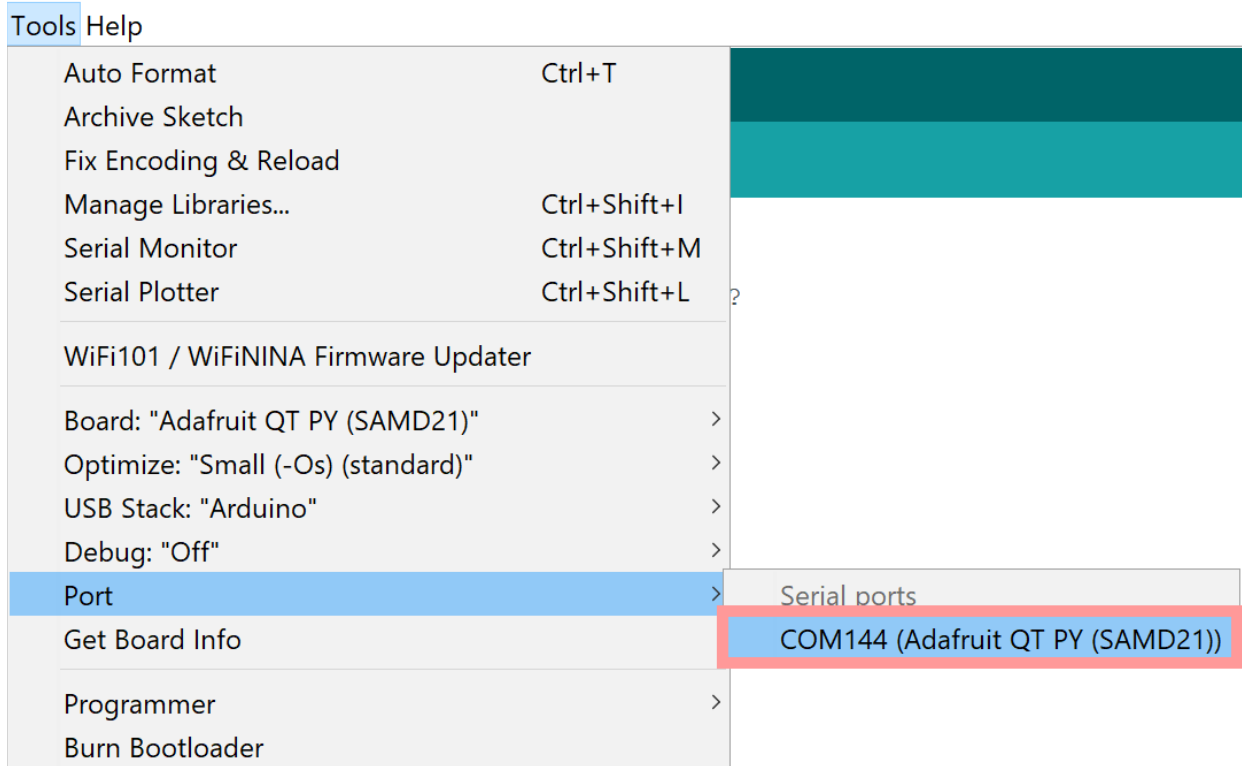 Tools Help
Auto Format Ctrl+T
Archive Sketch
Fix Encoding & Reload
Manage Libraries... Ctrl+Shift+I
Serial Monitor Ctrl+Shift+M
Serial Plotter Ctrl+Shift+L
?
WiFi101 / WiFiNINA Firmware Updater
Board: "Adafruit QT PY (SAMD21)"
Optimize: "Small (-Os) (standard)"
USB Stack: "Arduino"
Debug: "Off"
Port
Serial ports
Get Board Info
COM144 (Adafruit QT PY (SAMD21))
Programmer
Burn Bootloader